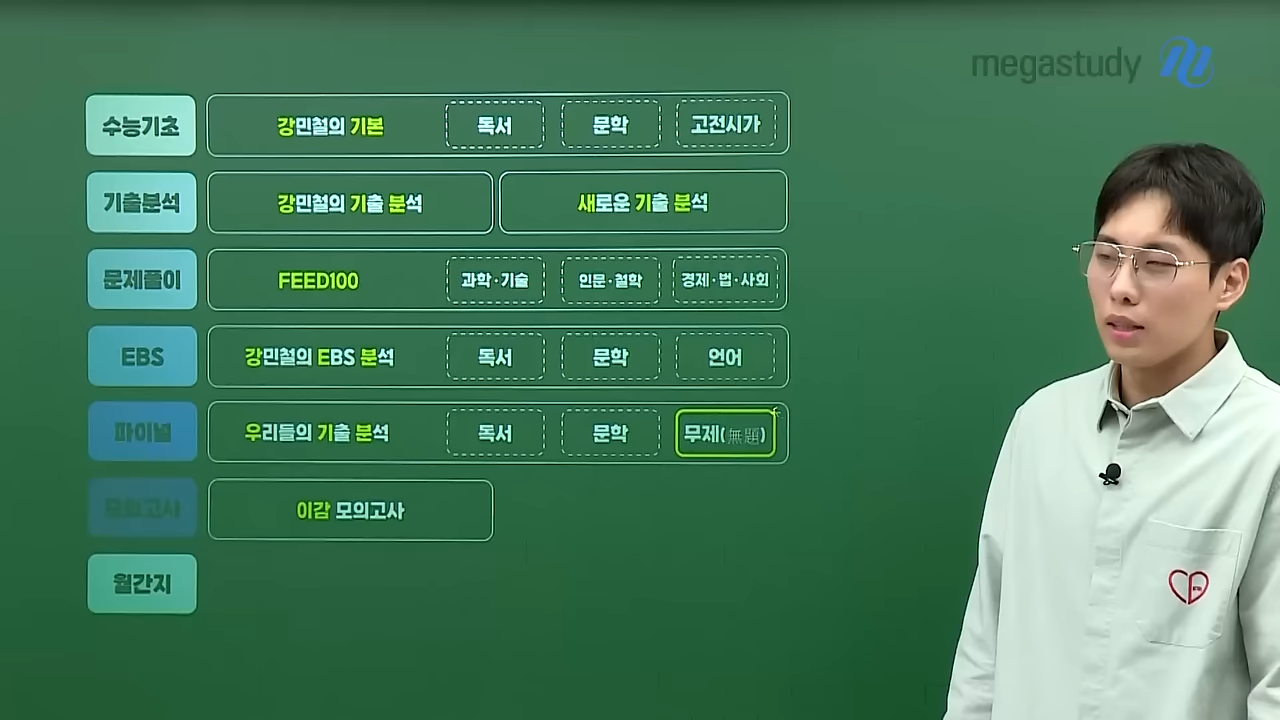 megastudy
수능기초 강민철의 기본 독서 문학 고전시가
기출분석 강민철의 기출 분석 새로운 기출 분석
문제풀이 FEED100 과학·기술 인문·철학 경제·법·사회
EBS 강민철의 EBS 분석 독서 문학 언어
파이널 우리들의 기출 분석 독서 문학 무제(無題)
모의고사 이감 모의고사
월간지